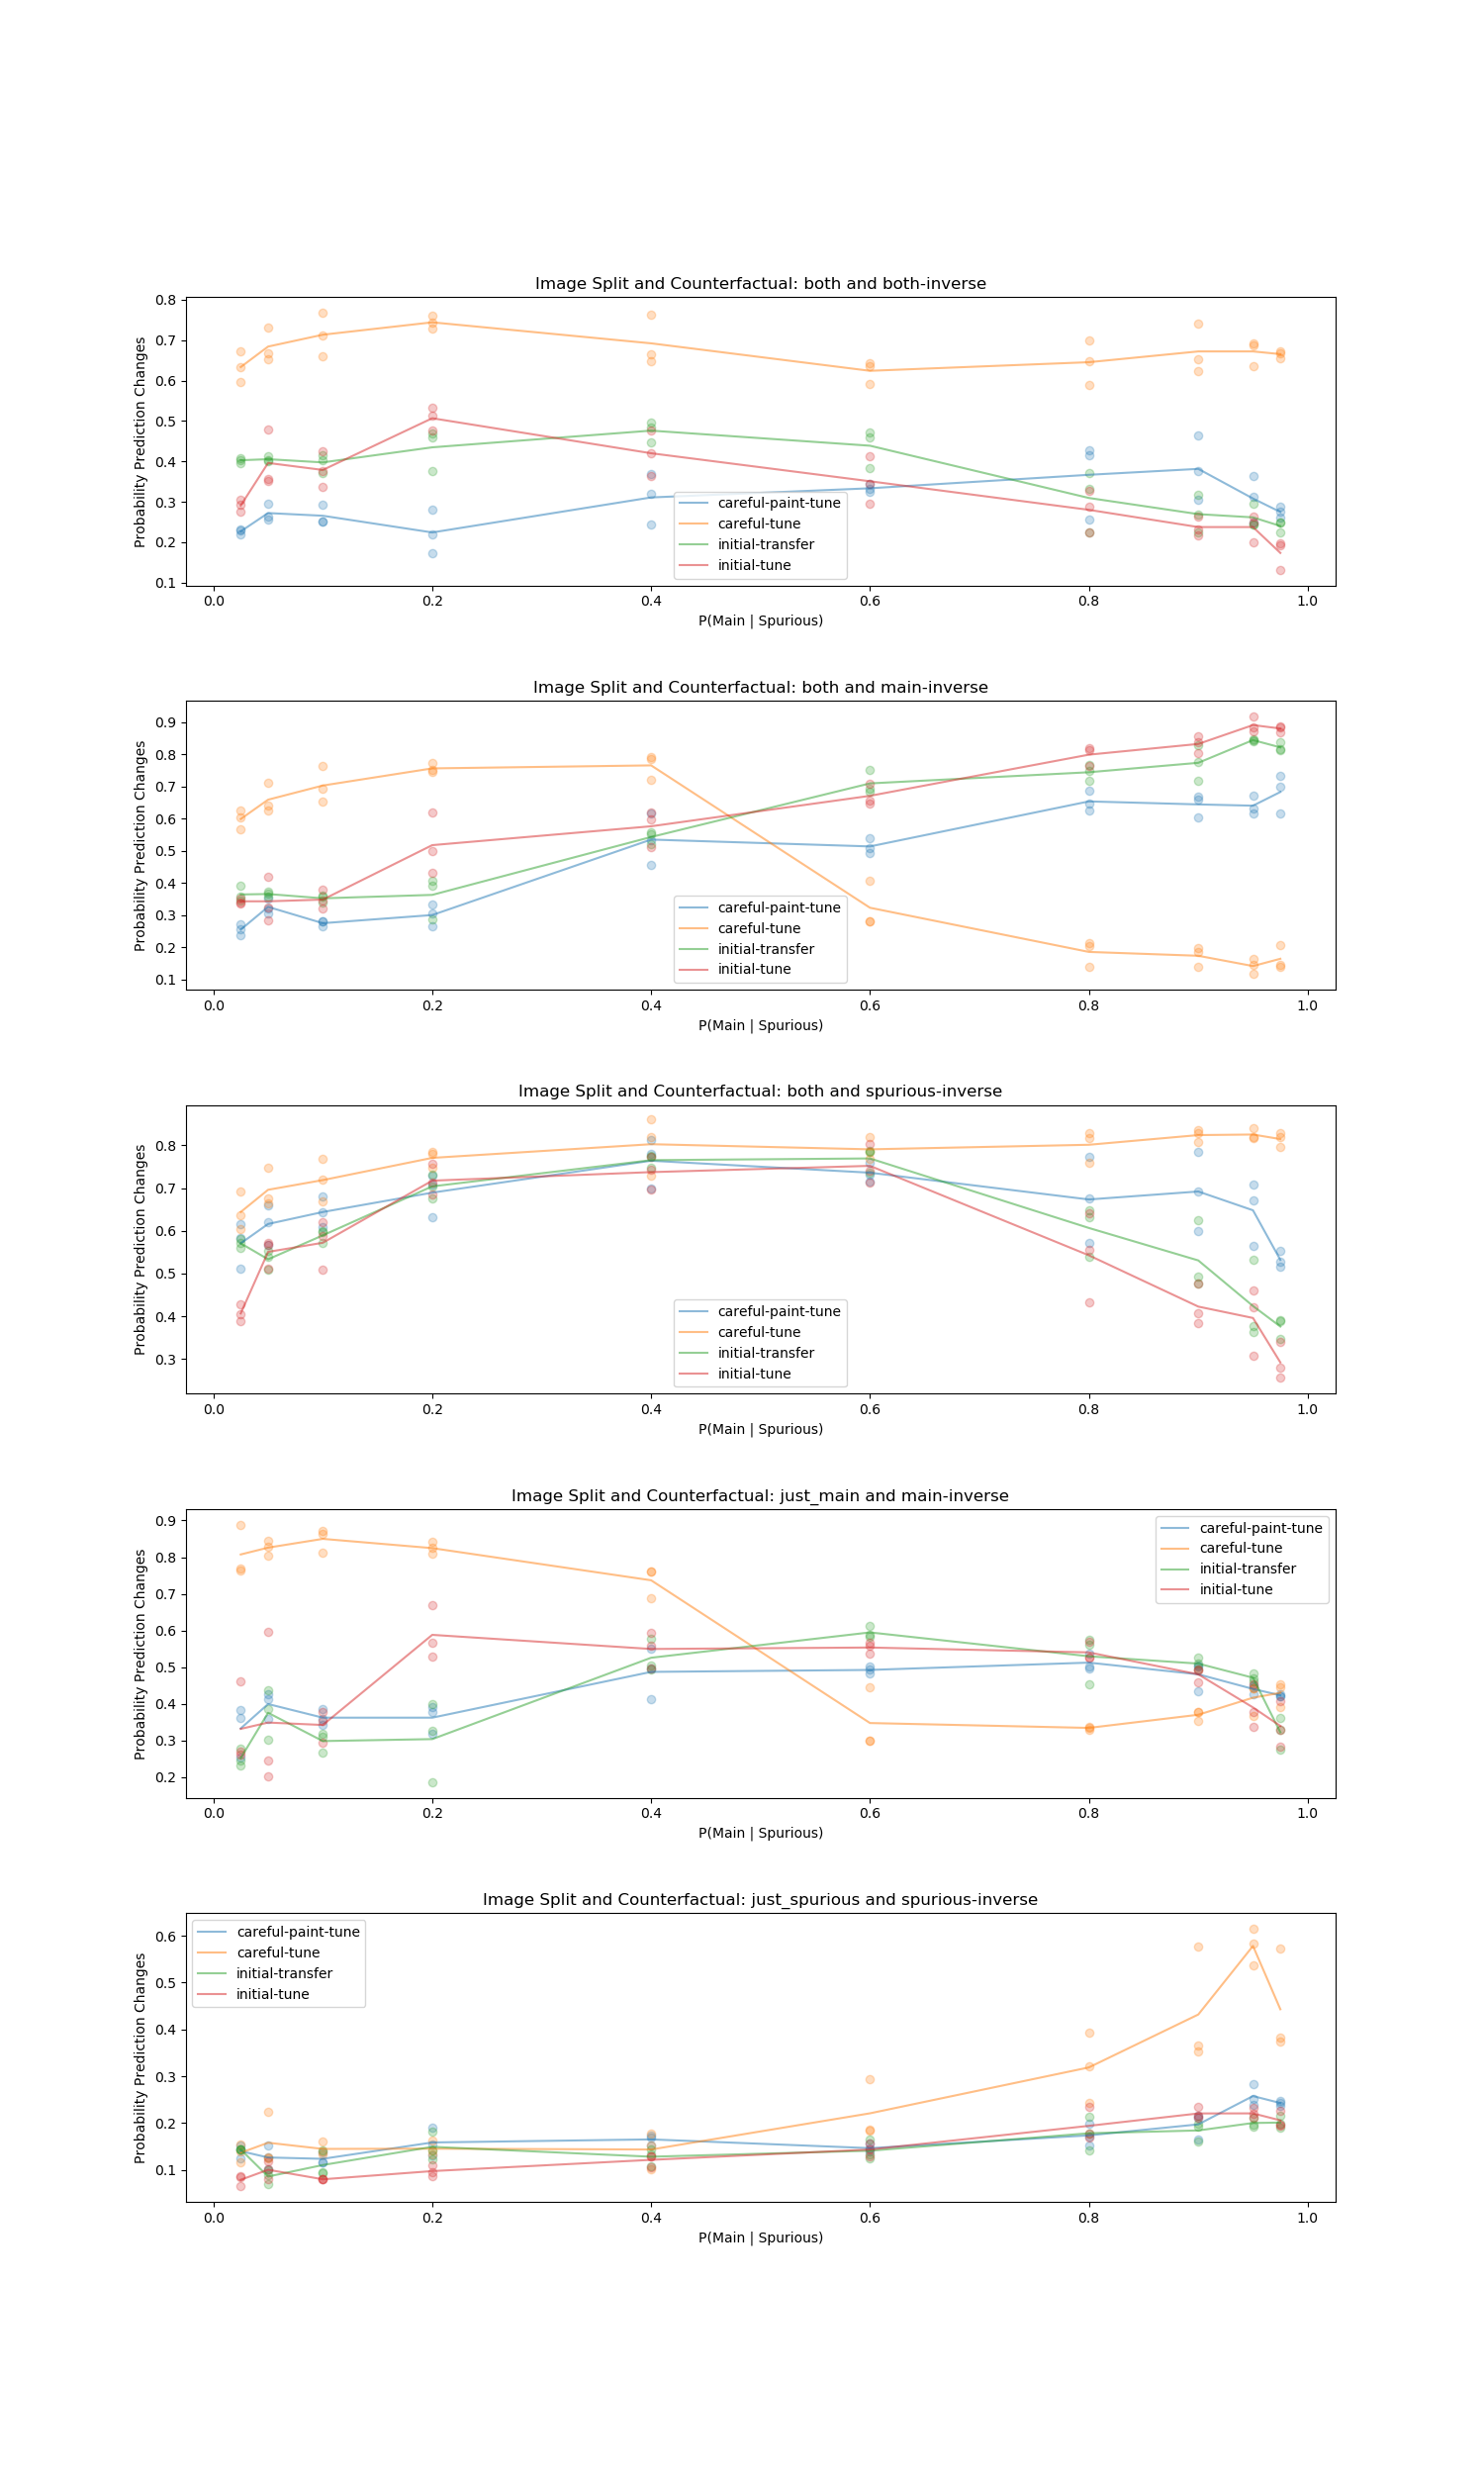 Image Split and Counterfactual: both and both-inverse
Probability Prediction Changes
0.8
0.7
0.6
0.5
0.4
0.3
0.2
0.1
careful-paint-tune
careful-tune
initial-transfer
initial-tune
0.0 0.2 0.4 0.6 0.8 1.0
P(Main | Spurious)
Image Split and Counterfactual: both and main-inverse
Probability Prediction Changes
0.9
0.8
0.7
0.6
0.5
0.4
0.3
0.2
0.1
careful-paint-tune
careful-tune
initial-transfer
initial-tune
0.0 0.2 0.4 0.6 0.8 1.0
P(Main | Spurious)
Image Split and Counterfactual: both and spurious-inverse
Probability Prediction Changes
0.8
0.7
0.6
0.5
0.4
0.3
careful-paint-tune
careful-tune
initial-transfer
initial-tune
0.0 0.2 0.4 0.6 0.8 1.0
P(Main | Spurious)
Image Split and Counterfactual: just_main and main-inverse
Probability Prediction Changes
0.9
0.8
0.7
0.6
0.5
0.4
0.3
0.2
careful-paint-tune
careful-tune
initial-transfer
initial-tune
0.0 0.2 0.4 0.6 0.8 1.0
P(Main | Spurious)
Image Split and Counterfactual: just_spurious and spurious-inverse
Probability Prediction Changes
0.6
0.5
0.4
0.3
0.2
0.1
careful-paint-tune
careful-tune
initial-transfer
initial-tune
0.0 0.2 0.4 0.6 0.8 1.0
P(Main | Spurious)